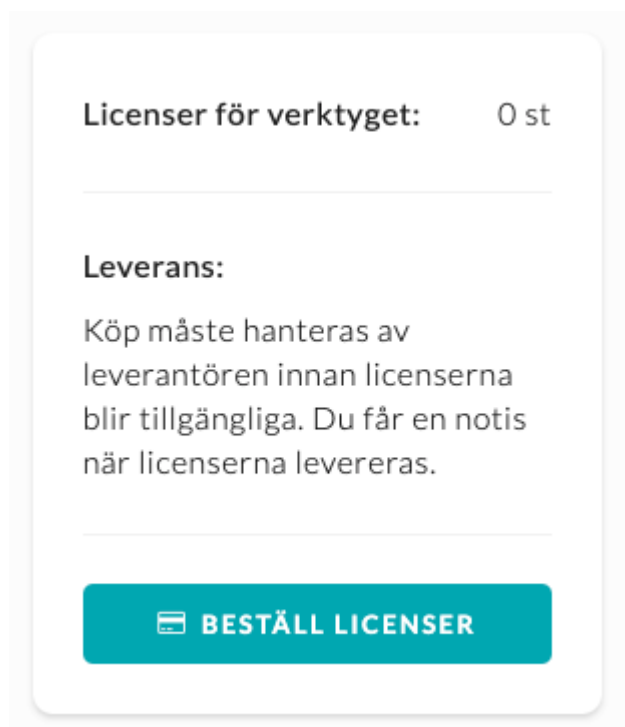 Licenser för verktyget: 0 st
Leverans:
Köp måste hanteras av
leverantören innan licenserna
blir tillgängliga. Du får en notis
när licenserna levereras.
BESTÄLL LICENSER